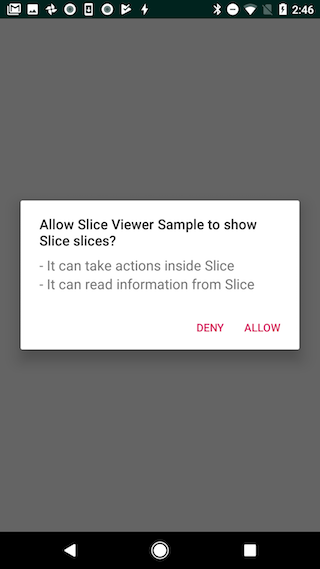 2:46
Allow Slice Viewer Sample to show
Slice slices?
- It can take actions inside Slice
- It can read information from Slice
DENY ALLOW